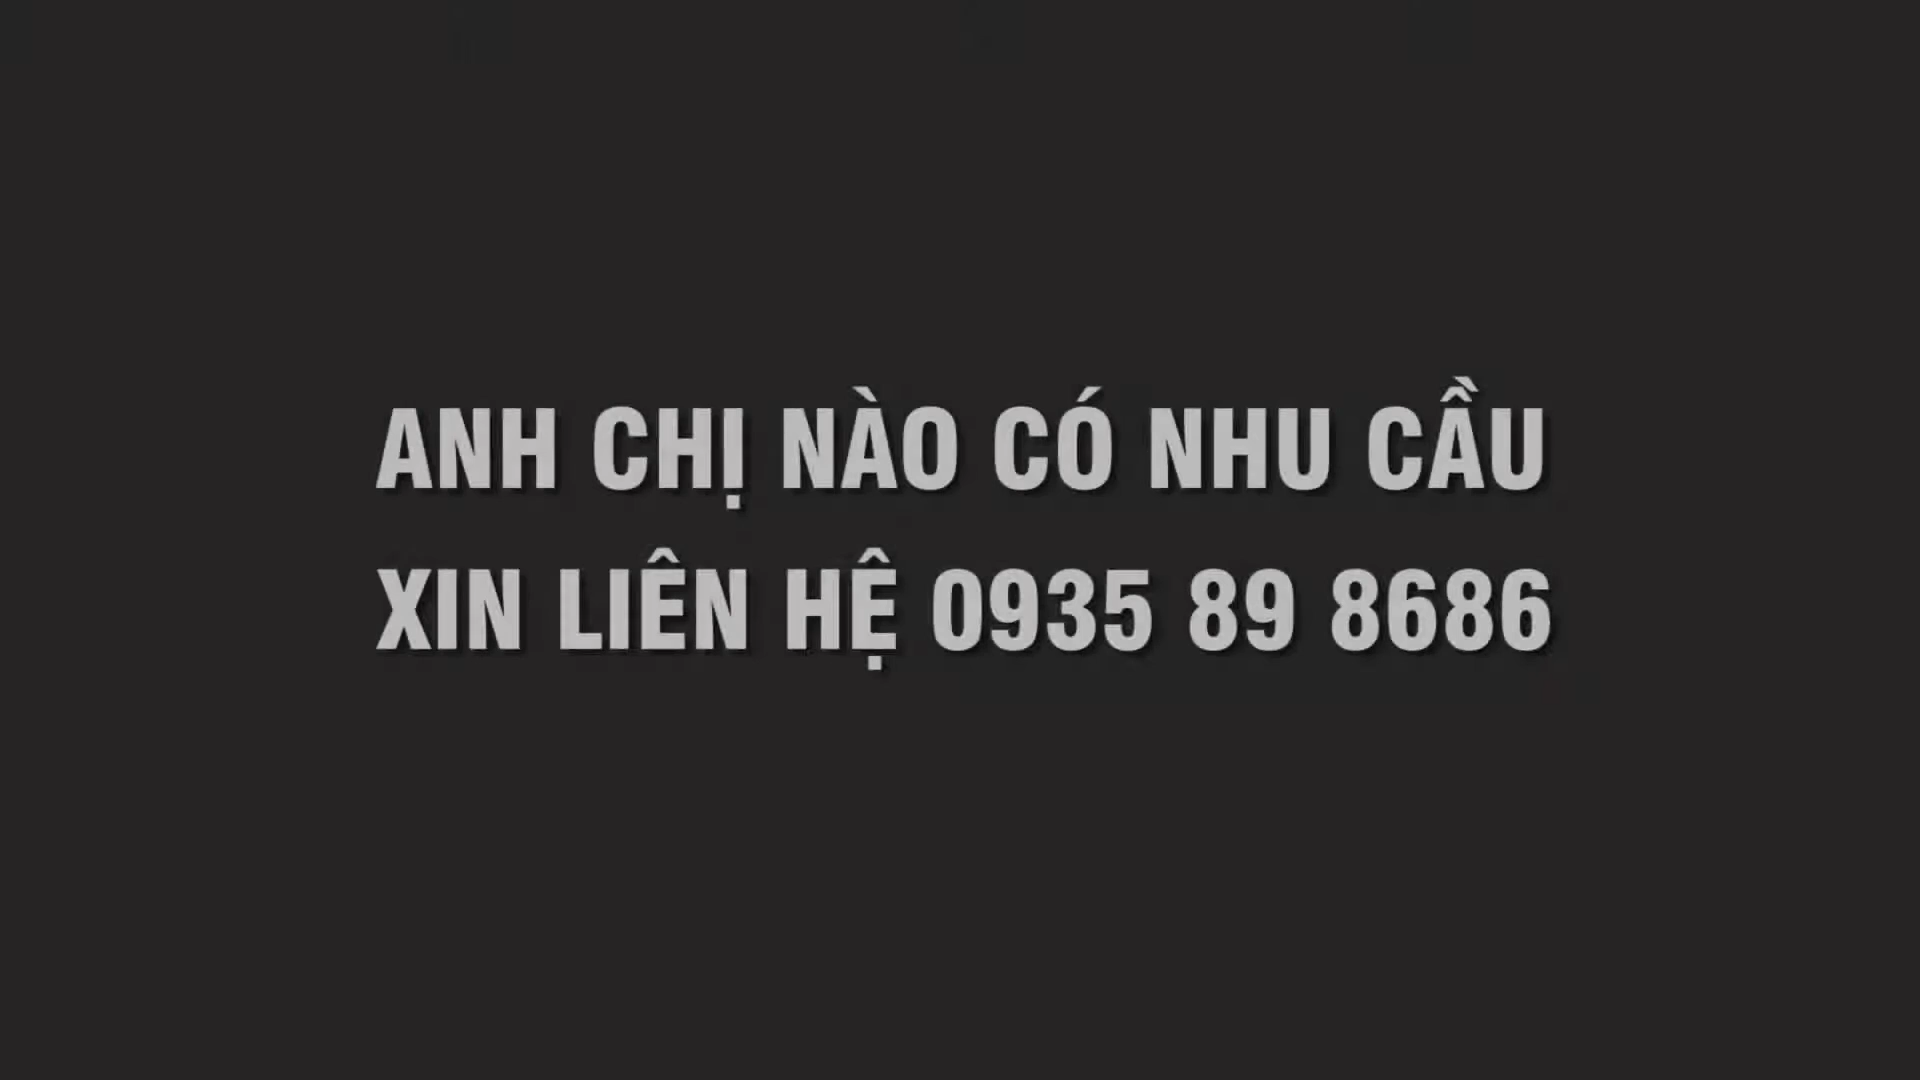 ANH CHỊ NÀO CÓ NHU CẦU
XIN LIÊN HỆ 0935 89 8686